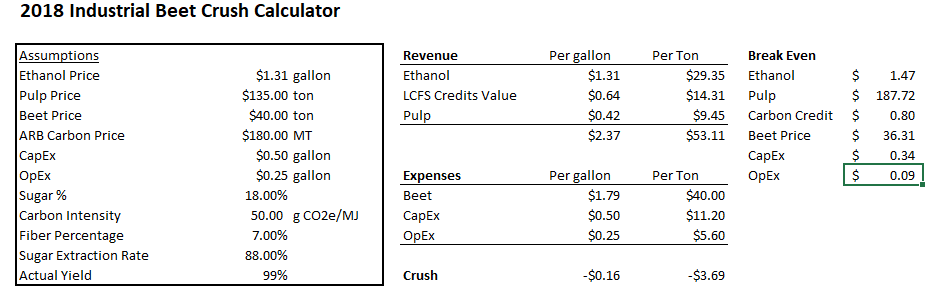 2018 Industrial Beet Crush Calculator
Assumptions Revenue Per gallon Per Ton Break Even
Ethanol Price $1.31 gallon Ethanol $1.31 $29.35 Ethanol $ 1.47
Pulp Price $135.00 ton LCFS Credits Value $0.64 $14.31 Pulp $ 187.72
Beet Price $40.00 ton Pulp $0.42 $9.45 Carbon Credit $ 0.80
ARB Carbon Price $180.00 MT $2.37 $53.11 Beet Price $ 36.31
CapEx $0.50 gallon CapEx $ 0.34
OpEx $0.25 gallon Expenses Per gallon Per Ton OpEx $ 0.09
Sugar % 18.00% Beet $1.79 $40.00
Carbon Intensity 50.00 g CO2e/MJ CapEx $0.50 $11.20
Fiber Percentage 7.00% OpEx $0.25 $5.60
Sugar Extraction Rate 88.00%
Actual Yield 99% Crush -$0.16 -$3.69